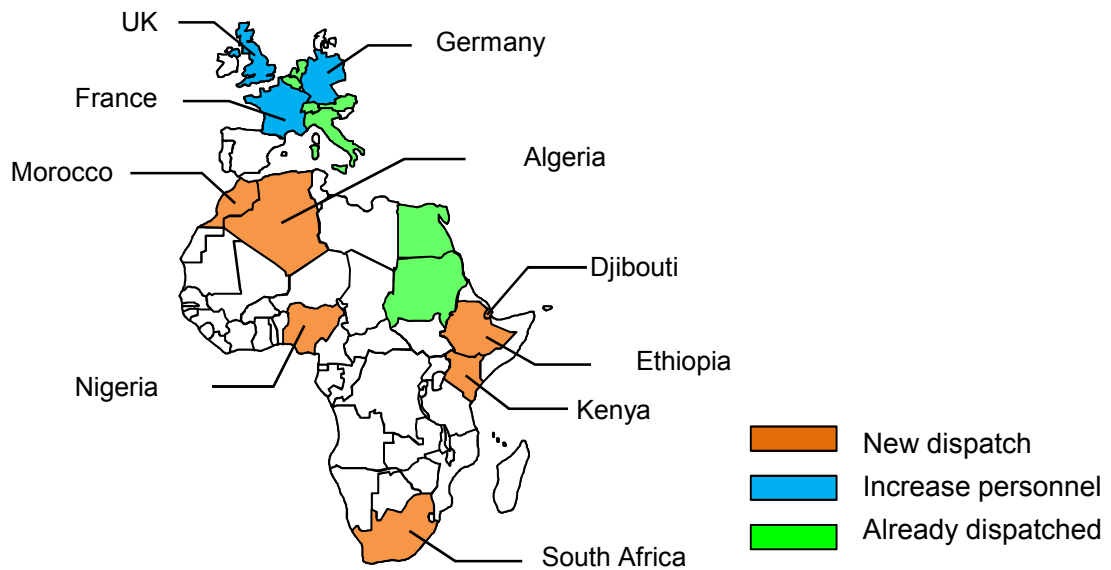 UK
Germany
France
Algeria
Morocco
Djibouti
Ethiopia
Nigeria
Kenya
New dispatch
Increase personnel
Already dispatched
South Africa